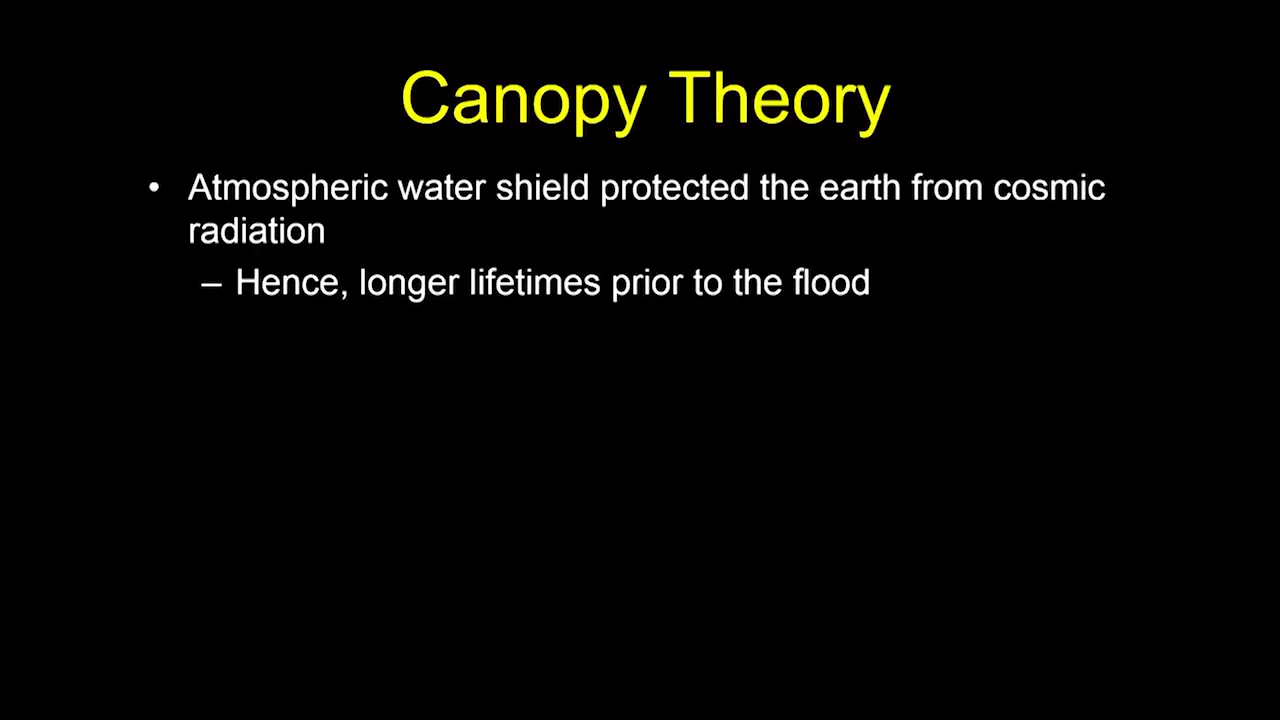 Canopy Theory
• Atmospheric water shield protected the earth from cosmic
radiation
– Hence, longer lifetimes prior to the flood